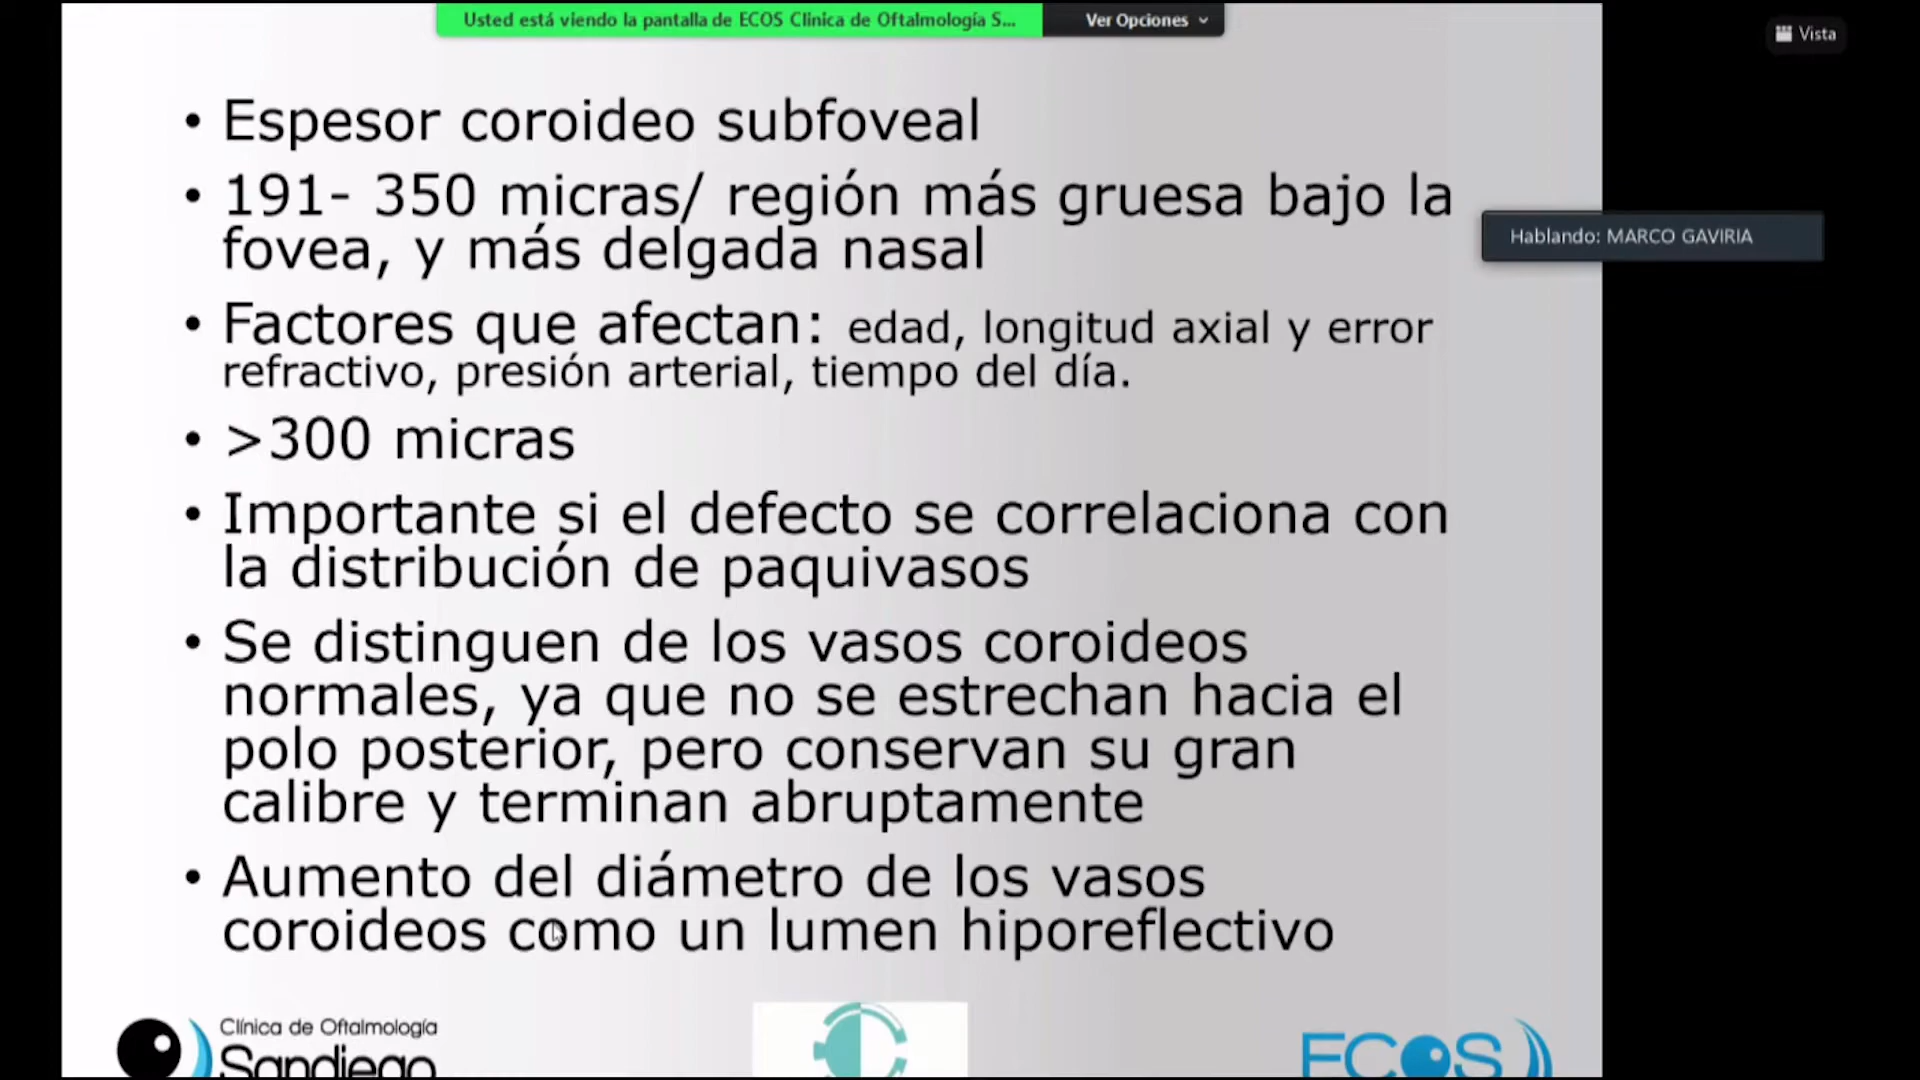 Usted está viendo la pantalla de ECOS Clinica de Oftalmología S...
Ver Opciones
Vista
• Espesor coroideo subfoveal
• 191- 350 micras/ región más gruesa bajo la
fovea, y más delgada nasal
Hablando: MARCO GAVIRIA
• Factores que afectan: edad, longitud axial y error
refractivo, presión arterial, tiempo del día.
• >300 micras
• Importante si el defecto se correlaciona con
la distribución de paquivasos
• Se distinguen de los vasos coroideos
normales, ya que no se estrechan hacia el
polo posterior, pero conservan su gran
calibre y terminan abruptamente
• Aumento del diámetro de los vasos
coroideos como un lumen hiporeflectivo
Clínica de Oftalmología
Sandiego
ECOS